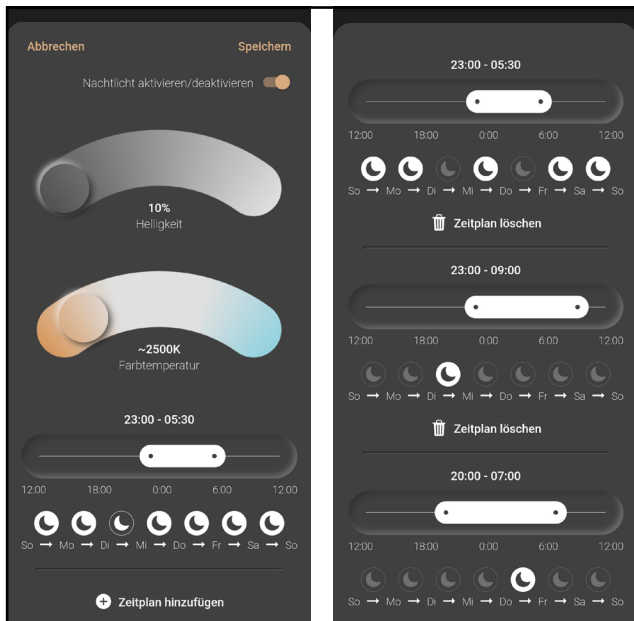 Abbrechen Speichern
Nachtlicht aktivieren/deaktivieren
10%
Helligkeit
~2500K
Farbtemperatur
23:00 - 05:30
12:00 18:00 0:00 6:00 12:00
So → Mo → Di → Mi → Do → Fr → Sa → So
Zeitplan hinzufügen
23:00 - 05:30
12:00 18:00 0:00 6:00 12:00
So → Mo → Di → Mi → Do → Fr → Sa → So
Zeitplan löschen
23:00 - 09:00
12:00 18:00 0:00 6:00 12:00
So → Mo → Di → Mi → Do → Fr → Sa → So
Zeitplan löschen
20:00 - 07:00
12:00 18:00 0:00 6:00 12:00
So → Mo → Di → Mi → Do → Fr → Sa → So